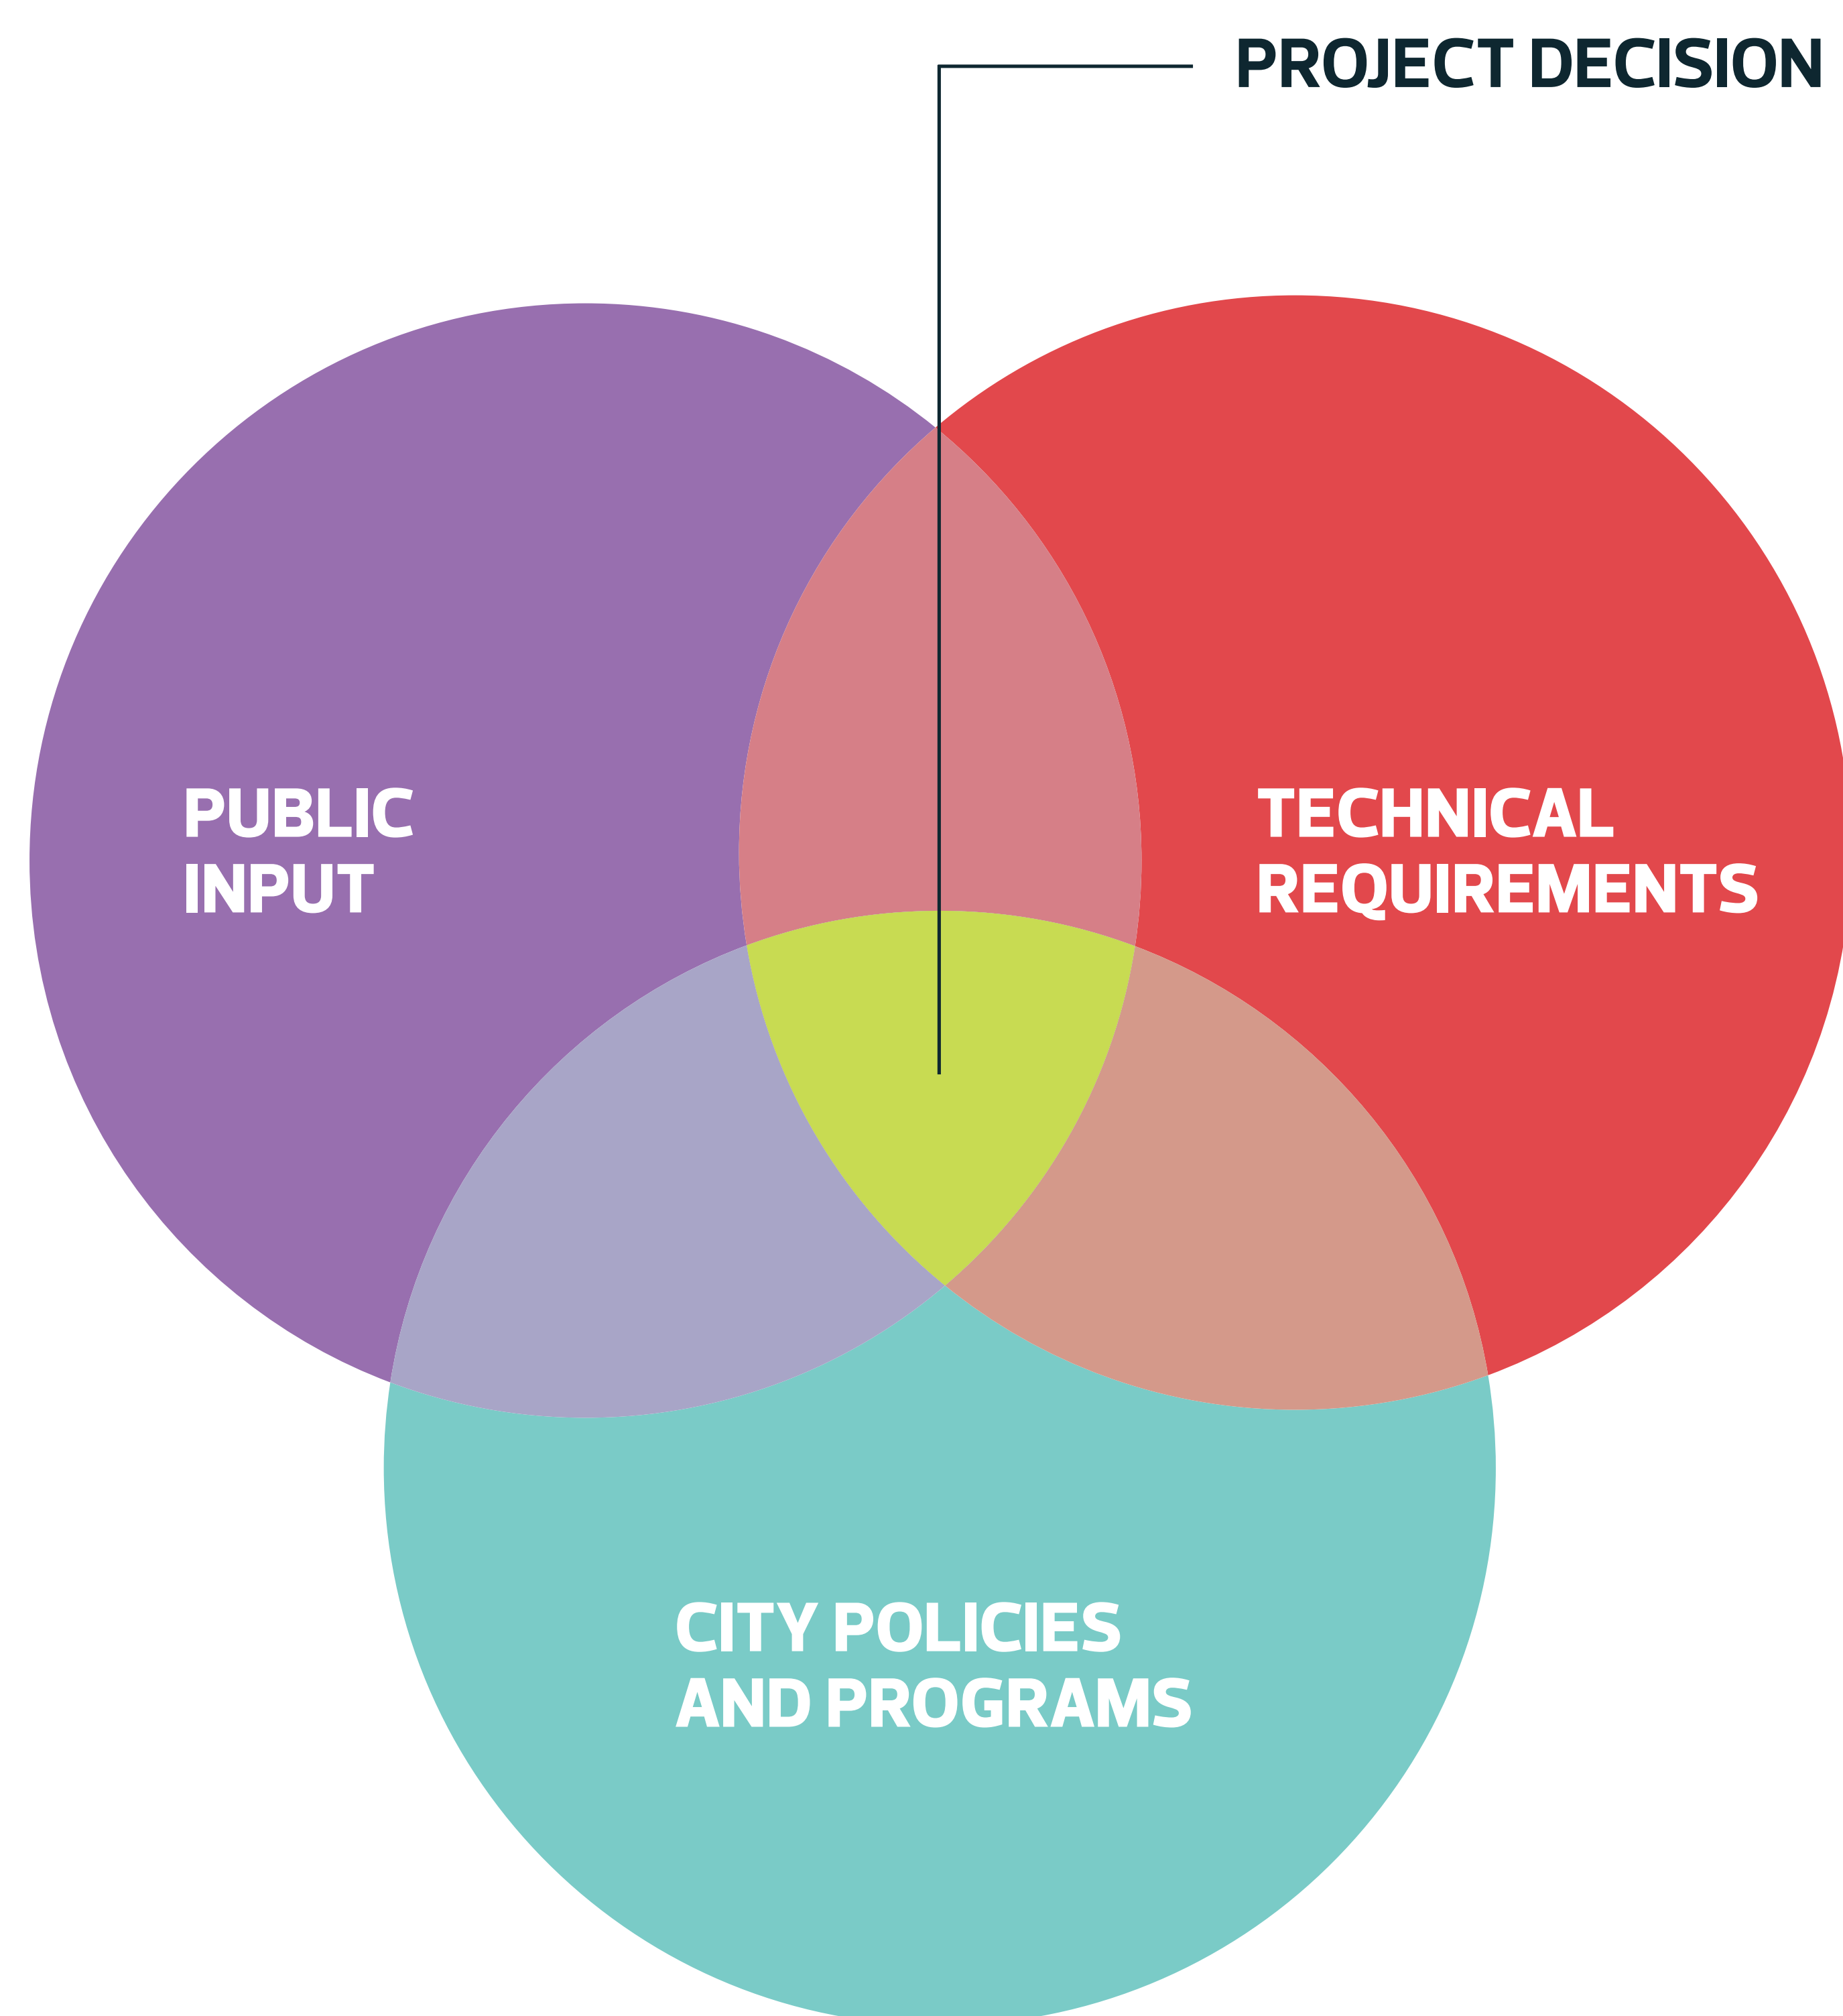 PROJECT DECISION
PUBLIC
INPUT
TECHNICAL
REQUIREMENTS
CITY POLICIES
AND PROGRAMS